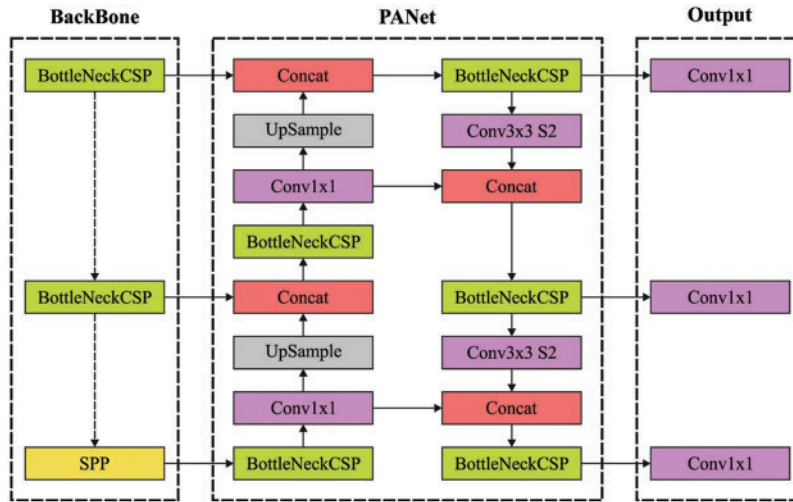 BackBone
PANet
Output
BottleNeckCSP
Concat
BottleNeckCSP
Conv1x1
UpSample
Conv3x3 S2
Conv1x1
Concat
BottleNeckCSP
BottleNeckCSP
Concat
BottleNeckCSP
Conv1x1
UpSample
Conv3x3 S2
Conv1x1
Concat
SPP
BottleNeckCSP
BottleNeckCSP
Conv1x1